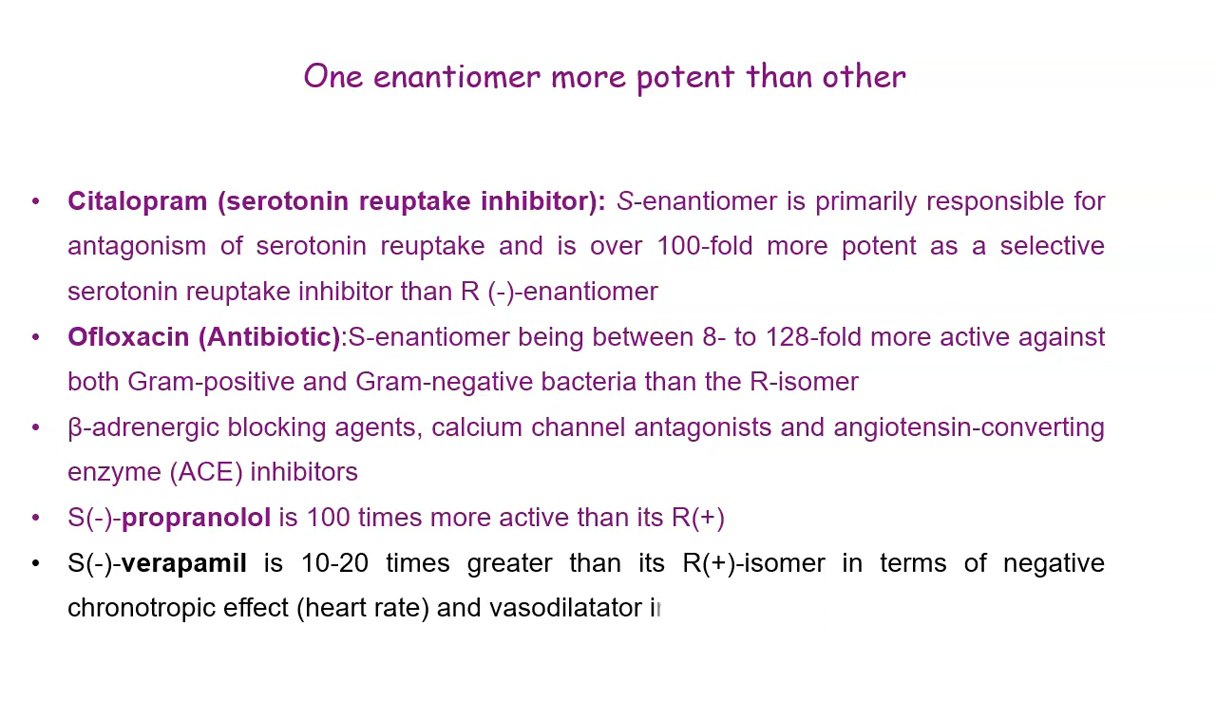 One enantiomer more potent than other
• Citalopram (serotonin reuptake inhibitor): S-enantiomer is primarily responsible for
antagonism of serotonin reuptake and is over 100-fold more potent as a selective
serotonin reuptake inhibitor than R (-)-enantiomer
• Ofloxacin (Antibiotic):S-enantiomer being between 8- to 128-fold more active against
both Gram-positive and Gram-negative bacteria than the R-isomer
• β-adrenergic blocking agents, calcium channel antagonists and angiotensin-converting
enzyme (ACE) inhibitors
• S(-)-propranolol is 100 times more active than its R(+)
• S(-)-verapamil is 10-20 times greater than its R(+)-isomer in terms of negative
chronotropic effect (heart rate) and vasodilatator